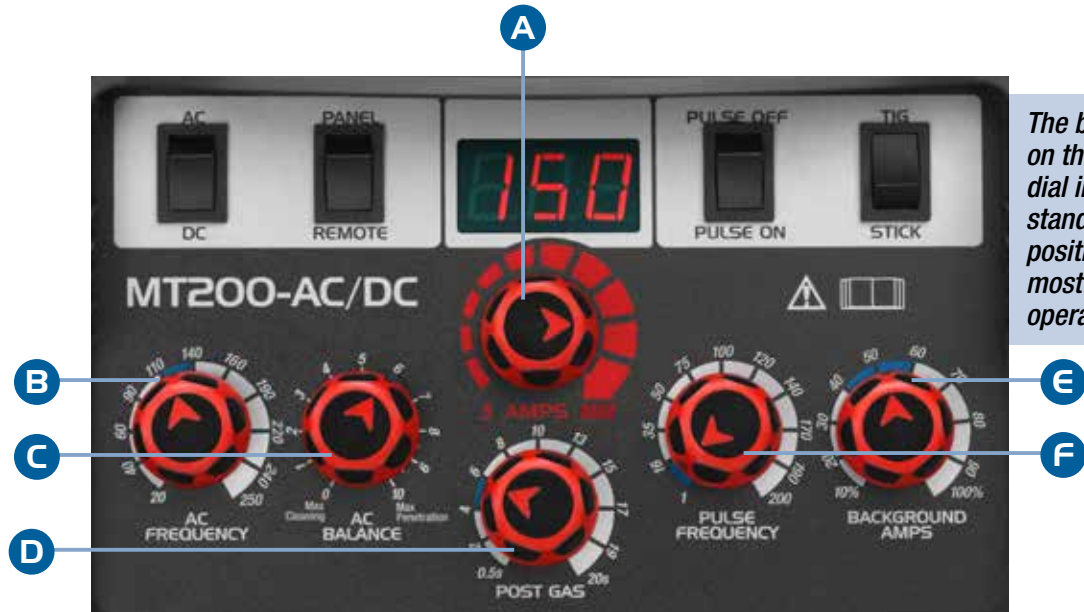 A
AC
PANEL
PULSE OFF
TIG
150
DC
REMOTE
PULSE ON
STICK
The b
on th
dial in
stand
positi
most
opera
MT200-AC/DC
5 AMPS
B
C
D
E
F
20 40 60 90 110 140 160 190 220 240 250
AC
FREQUENCY
0 1 2 3 4 5 6 7 8 9 10
Max
Cleaning
Max
Penetration
AC
BALANCE
0.5s 4 6 8 10 13 15 17 19 20s
POST GAS
1 16 35 50 75 100 120 140 170 190 200
PULSE
FREQUENCY
10% 20 30 40 50 60 80 90 100%
BACKGROUND
AMPS